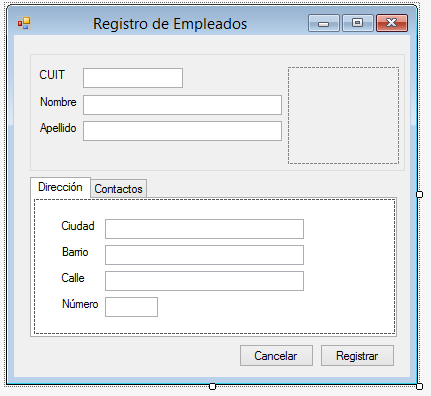 Registro de Empleados
CUIT
Nombre
Apellido
Dirección Contactos
Ciudad
Barrio
Calle
Número
Cancelar Registrar